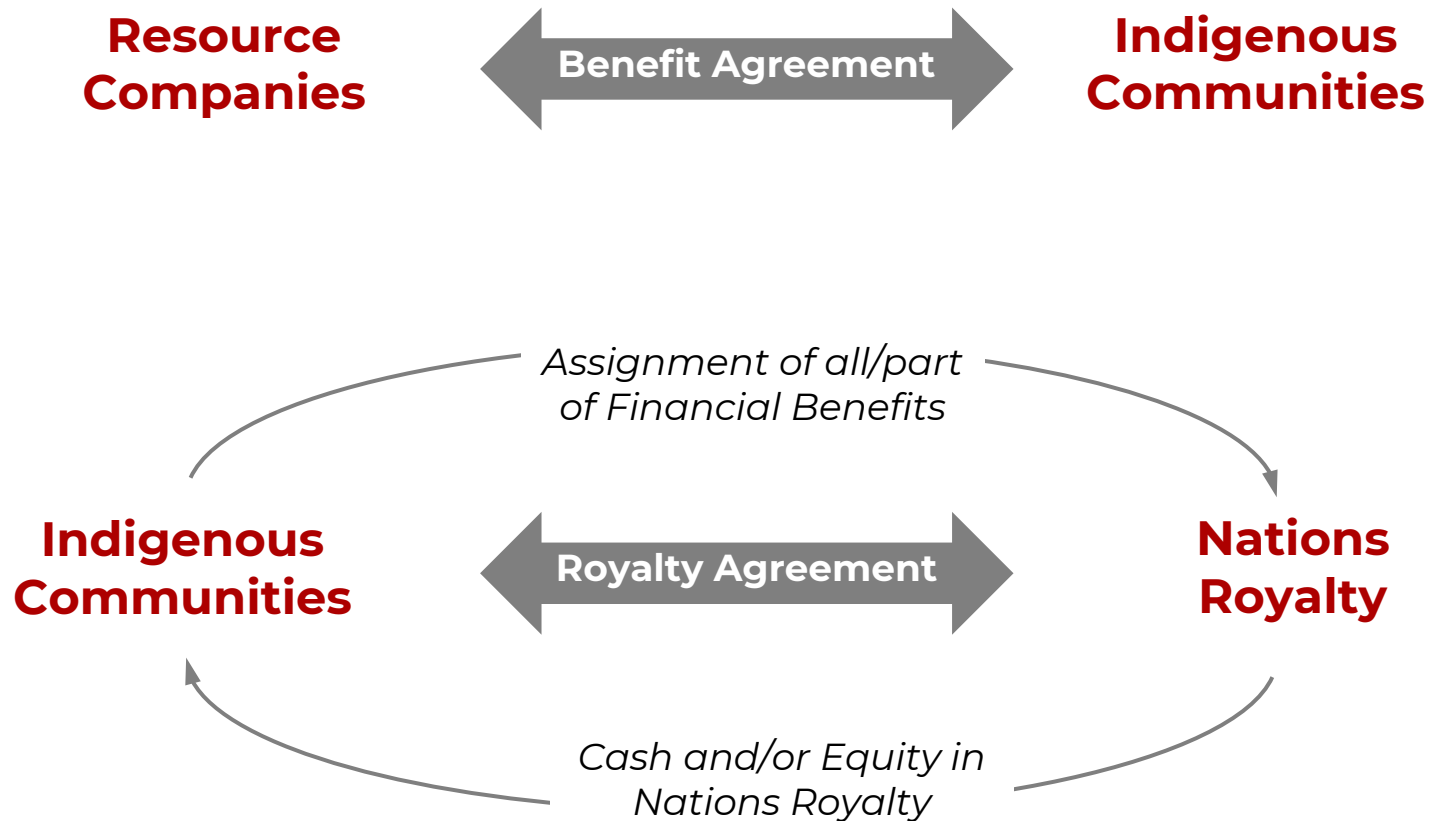 Resource
Companies
Benefit Agreement
Indigenous
Communities
Assignment of all/part
of Financial Benefits
Indigenous
Communities
Royalty Agreement
Nations
Royalty
Cash and/or Equity in
Nations Royalty